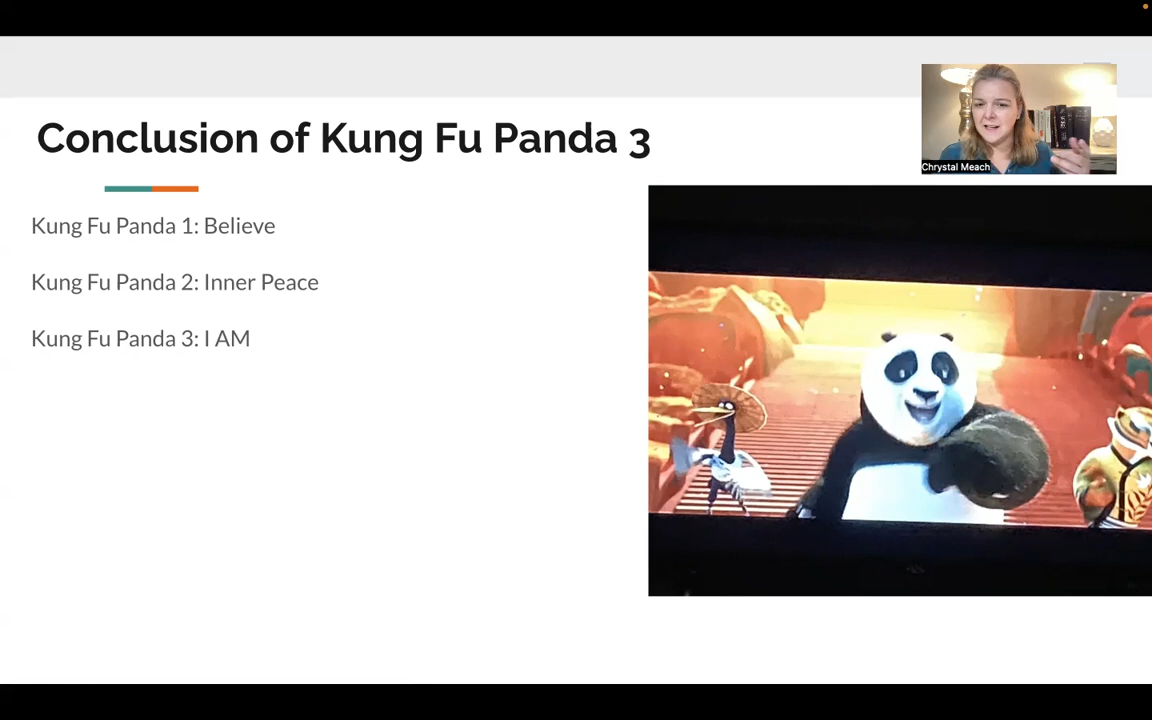 Conclusion of Kung Fu Panda 3
Chrystal Meach
Kung Fu Panda 1: Believe
Kung Fu Panda 2: Inner Peace
Kung Fu Panda 3: I AM